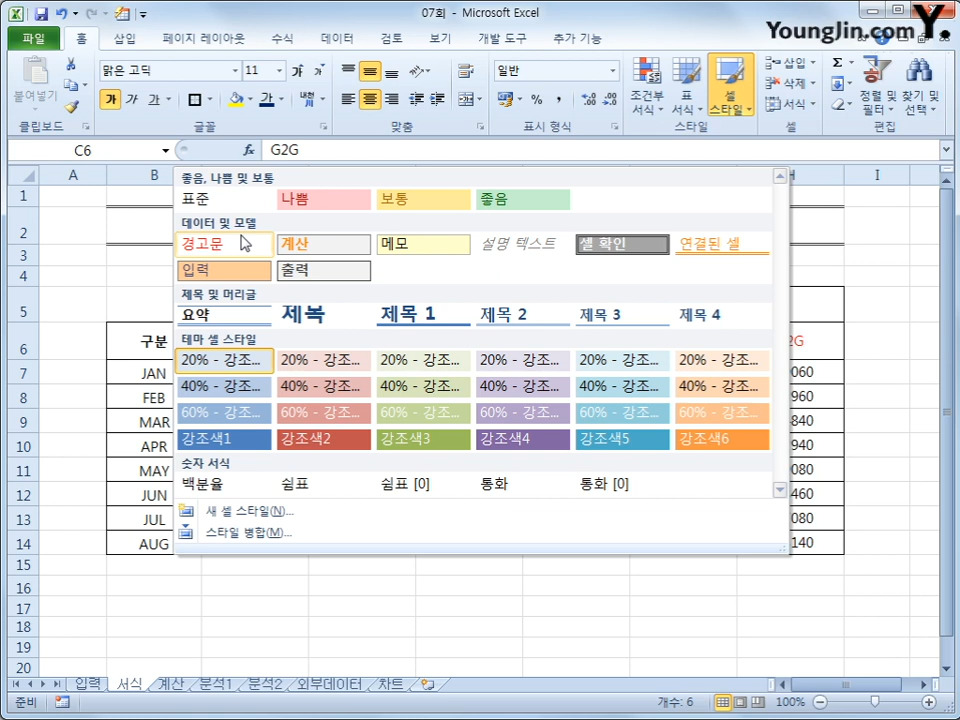 07회 - Microsoft Excel
Younglin.com Y.
파일 홈 삽입 페이지 레이아웃 수식 데이터 검토 보기 개발 도구 추가 기능
붙여넣기
맑은 고딕 11
가 가 가 가 가 내천
일반
% ,
조건부 서식 표 서식 셀 스타일
삽입 삭제 서식
Σ
정렬 및 필터 찾기 및 선택
클립보드 글꼴 맞춤 표시 형식 스타일 셀 편집
C6 fx G2G
A B H I
1
2
3
4
5
6 구분
7 JAN 060
8 FEB 960
9 MAR 840
10 APR 940
11 MAY 080
12 JUN 460
13 JUL 080
14 AUG 140
15
16
17
18
19
20
좋음, 나쁨 및 보통
표준 나쁨 보통 좋음
데이터 및 모델
경고문 계산 메모 설명 텍스트 셀 확인 연결된 셀
입력 출력
제목 및 머리글
요약 제목 제목 1 제목 2 제목 3 제목 4
테마 셀 스타일
20% - 강조... 20% - 강조... 20% - 강조... 20% - 강조... 20% - 강조... 20% - 강조...
40% - 강조... 40% - 강조... 40% - 강조... 40% - 강조... 40% - 강조... 40% - 강조...
60% - 강조... 60% - 강조... 60% - 강조... 60% - 강조... 60% - 강조... 60% - 강조...
강조색1 강조색2 강조색3 강조색4 강조색5 강조색6
숫자 서식
백분율 쉼표 쉼표 [0] 통화 통화 [0]
새 셀 스타일(N)...
스타일 병합(M)...
입력 서식 계산 분석1 분석2 외부데이터 차트
준비 개수: 6 100%